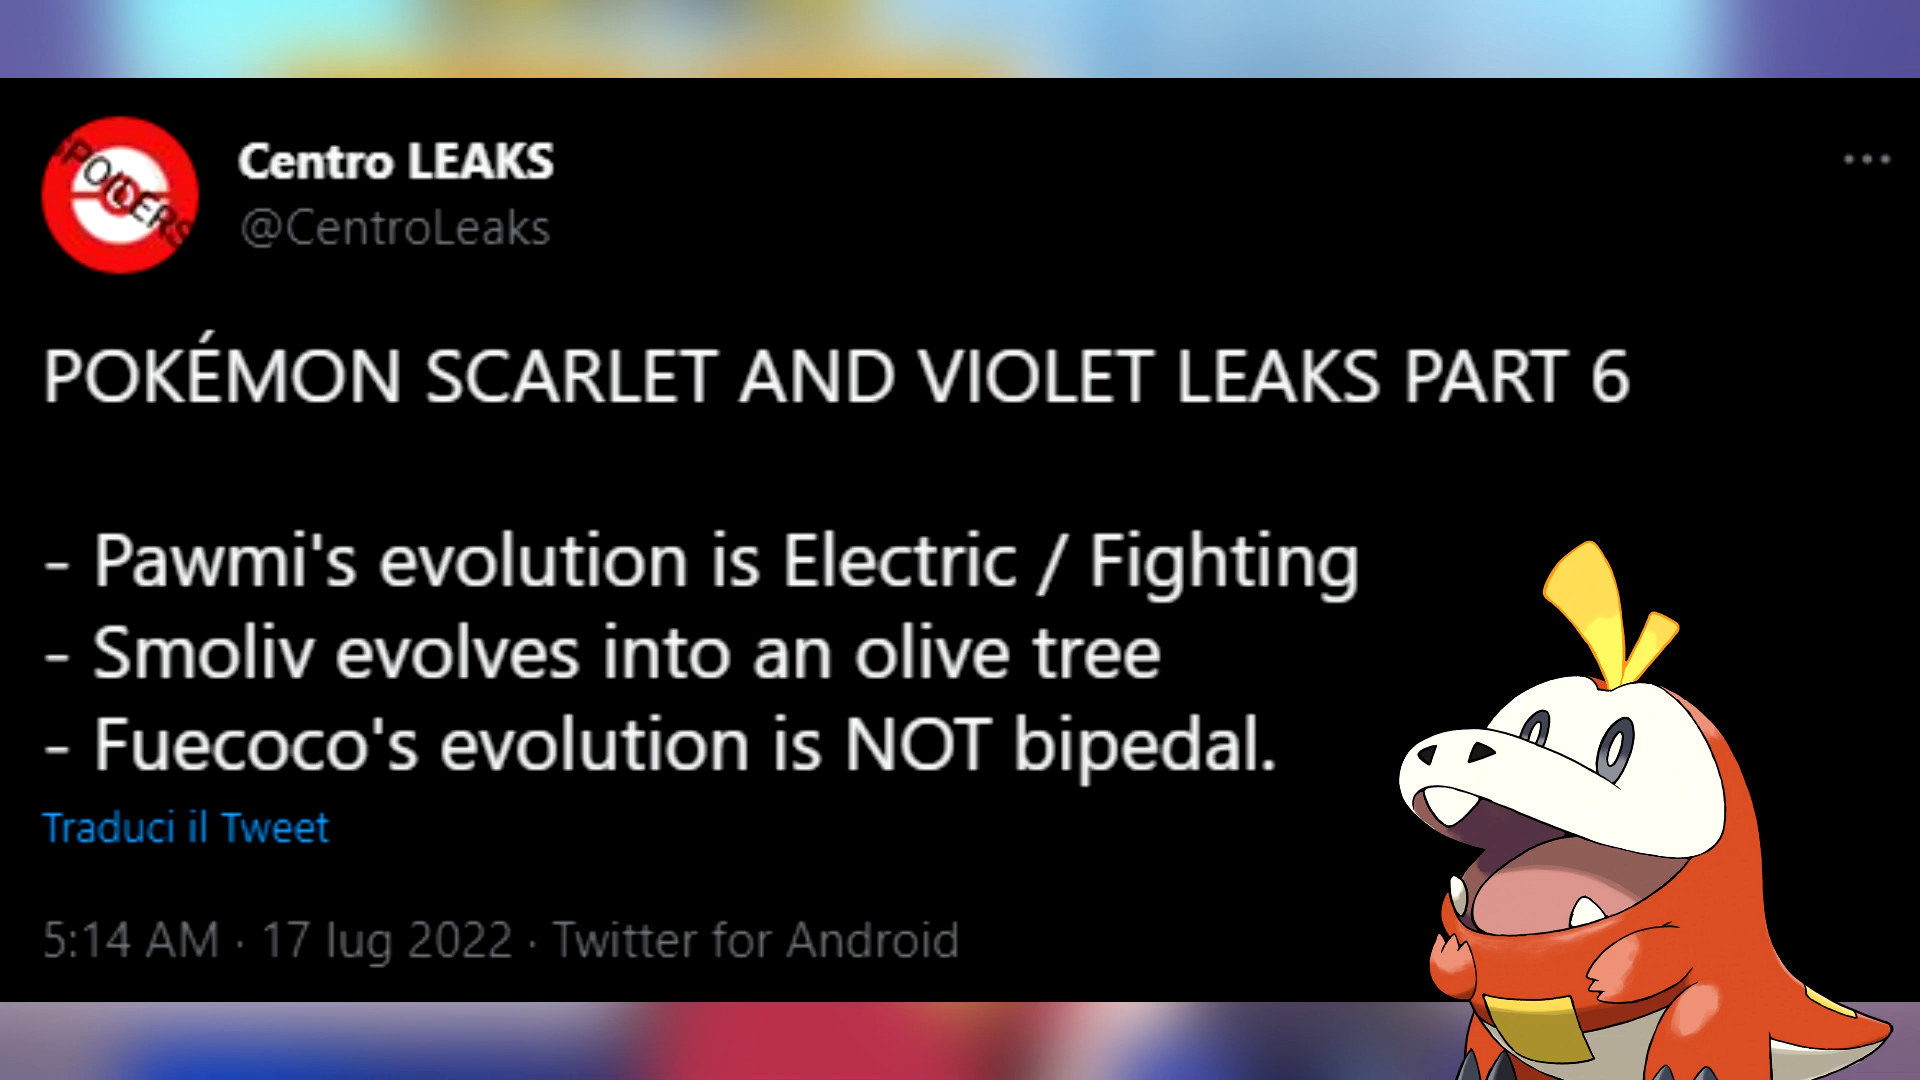 SPOILERS
Centro LEAKS
@CentroLeaks
POKÉMON SCARLET AND VIOLET LEAKS PART 6
- Pawmi's evolution is Electric / Fighting
- Smoliv evolves into an olive tree
- Fuecoco's evolution is NOT bipedal.
Traduci il Tweet
5:14 AM · 17 lug 2022 · Twitter for Android